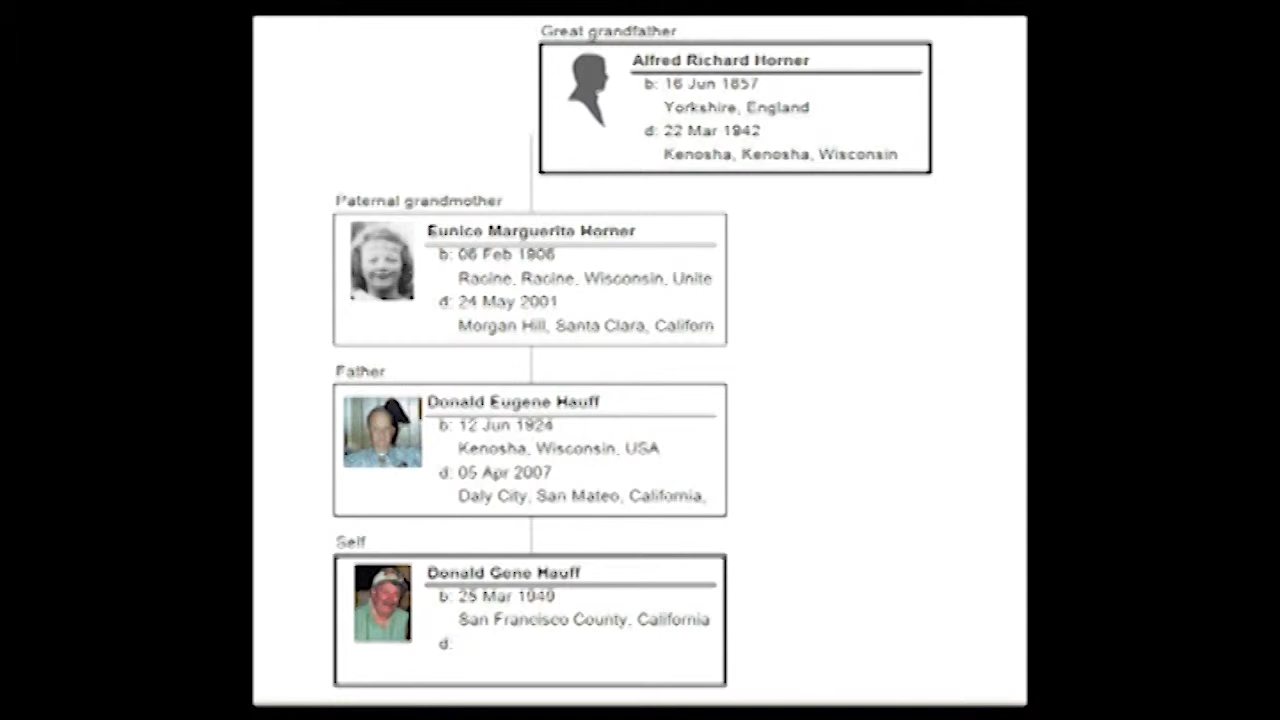 Great grandfather
Alfred Richard Horner
b: 16 Jun 1857
Yorkshire, England
d: 22 Mar 1942
Kenosha, Kenosha, Wisconsin
Paternal grandmother
Eunice Marguerite Horner
b: 06 Feb 1906
Racine, Racine, Wisconsin, Unite
d: 24 May 2001
Morgan Hill, Santa Clara, Californ
Father
Donald Eugene Hauff
b: 12 Jun 1924
Kenosha, Wisconsin, USA
d: 05 Apr 2007
Daly City, San Mateo, California,
Self
Donald Gene Hauff
b: 25 Mar 1949
San Francisco County, California
d: